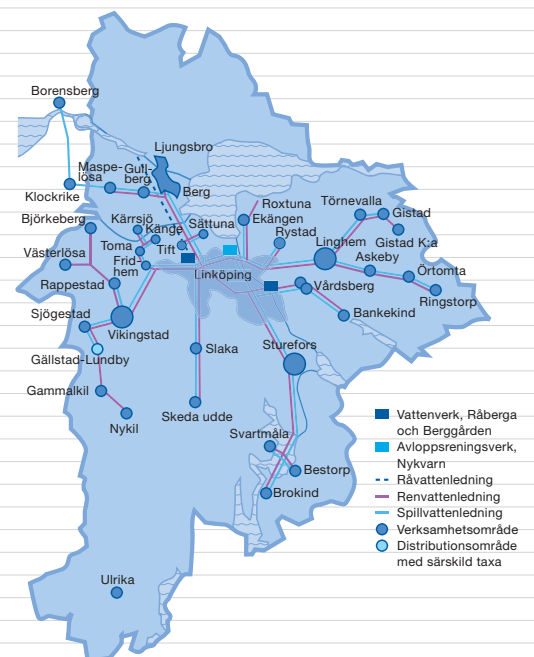 Borensberg
Ljungsbro
Maspe-
lösa
Gull-
berg
Berg
Klockrike
Roxtuna
Törnevalla
Björkeberg
Kärrsjö
Kånge
Sättuna
Ekängen
Gistad
Rystad
Gistad K:a
Västerlösa
Toma
Tift
Linghem
Askeby
Frid-
hem
Linköping
Örtomta
Rappestad
Vårdsberg
Ringstorp
Sjögestad
Bankekind
Vikingstad
Sturefors
Slaka
Gällstad-Lundby
Gammalkil
Skeda udde
Nykil
Svartmåla
Bestorp
Brokind
Ulrika
Vattenverk, Råberga
och Berggården
Avloppsreningsverk,
Nykvarn
Råvattenledning
Renvattenledning
Spillvattenledning
Verksamhetsområde
Distributionsområde
med särskild taxa